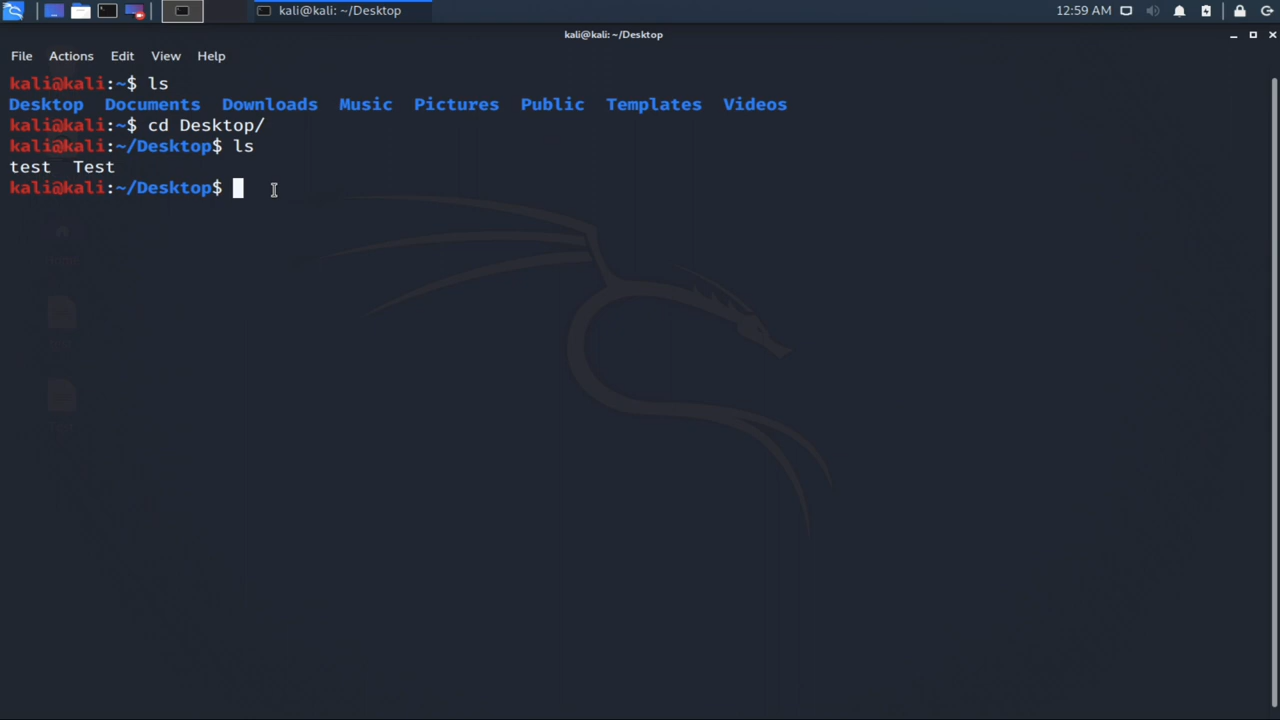 kali@kali: ~/Desktop
12:59 AM
kali@kali: ~/Desktop
File Actions Edit View Help
kali@kali:~$ ls
Desktop Documents Downloads Music Pictures Public Templates Videos
kali@kali:~$ cd Desktop/
kali@kali:~/Desktop$ ls
test Test
kali@kali:~/Desktop$